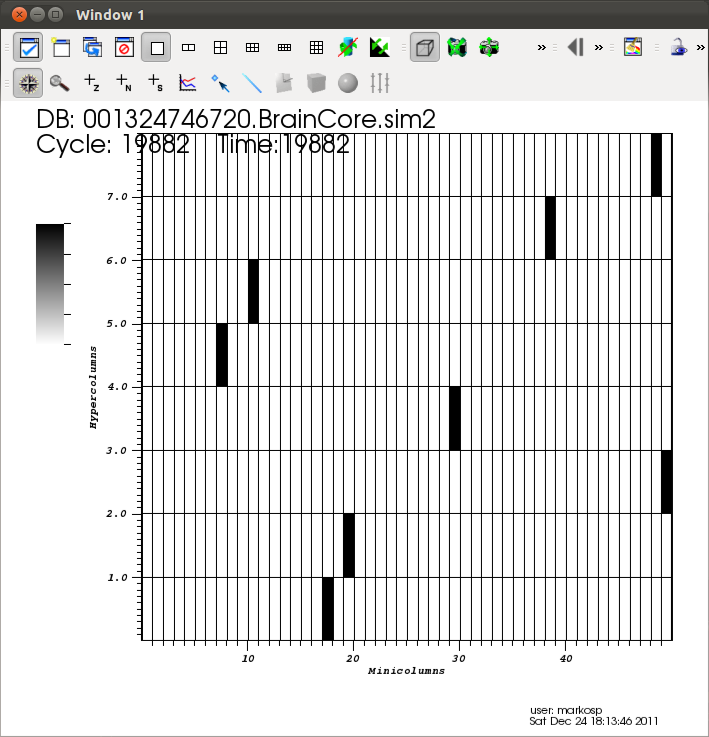 Window 1
Z
N
S
DB: 001324746720.BrainCore.sim2
Cycle: 19882 Time:19882
7.0
6.0
5.0
4.0
3.0
2.0
1.0
Hypercolumns
10 20 30 40
Minicolumns
user: markosp
Sat Dec 24 18:13:46 2011